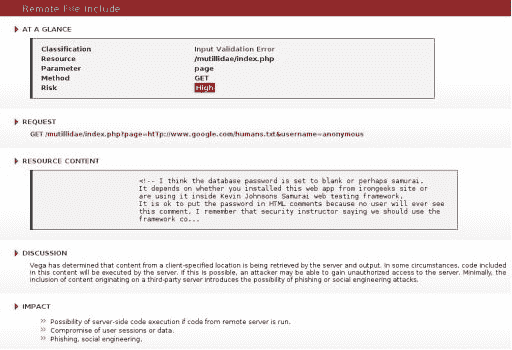 Remote File Include
AT A GLANCE
Classification Input Validation Error
Resource /mutillidae/index.php
Parameter page
Method GET
Risk High
REQUEST
GET /mutillidae/index.php?page=hTTp://www.google.com/humans.txt&username=anonymous
RESOURCE CONTENT
<!-- I think the database password is set to blank or perhaps samurai.
It depends on whether you installed this web app from irongeeks site or
are using it inside Kevin Johnsons Samurai web testing framework.
It is ok to put the password in HTML comments because no user will ever see
this comment. I remember that security instructor saying we should use the
framework co...
DISCUSSION
Vega has determined that content from a client-specified location is being retrieved by the server and output. In some circumstances, code included
in this content will be executed by the server. If this is possible, an attacker may be able to gain unauthorized access to the server. Minimally, the
inclusion of content originating on a third-party server introduces the possibility of phishing or social engineering attacks.
IMPACT
>> Possibility of server-side code execution if code from remote server is run.
>> Compromise of user sessions or data.
>> Phishing, social engineering.